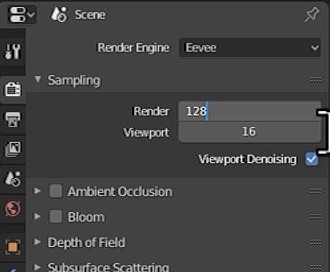 Scene
Render Engine Eevee
Sampling
Render 128
Viewport 16
Viewport Denoising
Ambient Occlusion
Bloom
Depth of Field
Subsurface Scattering